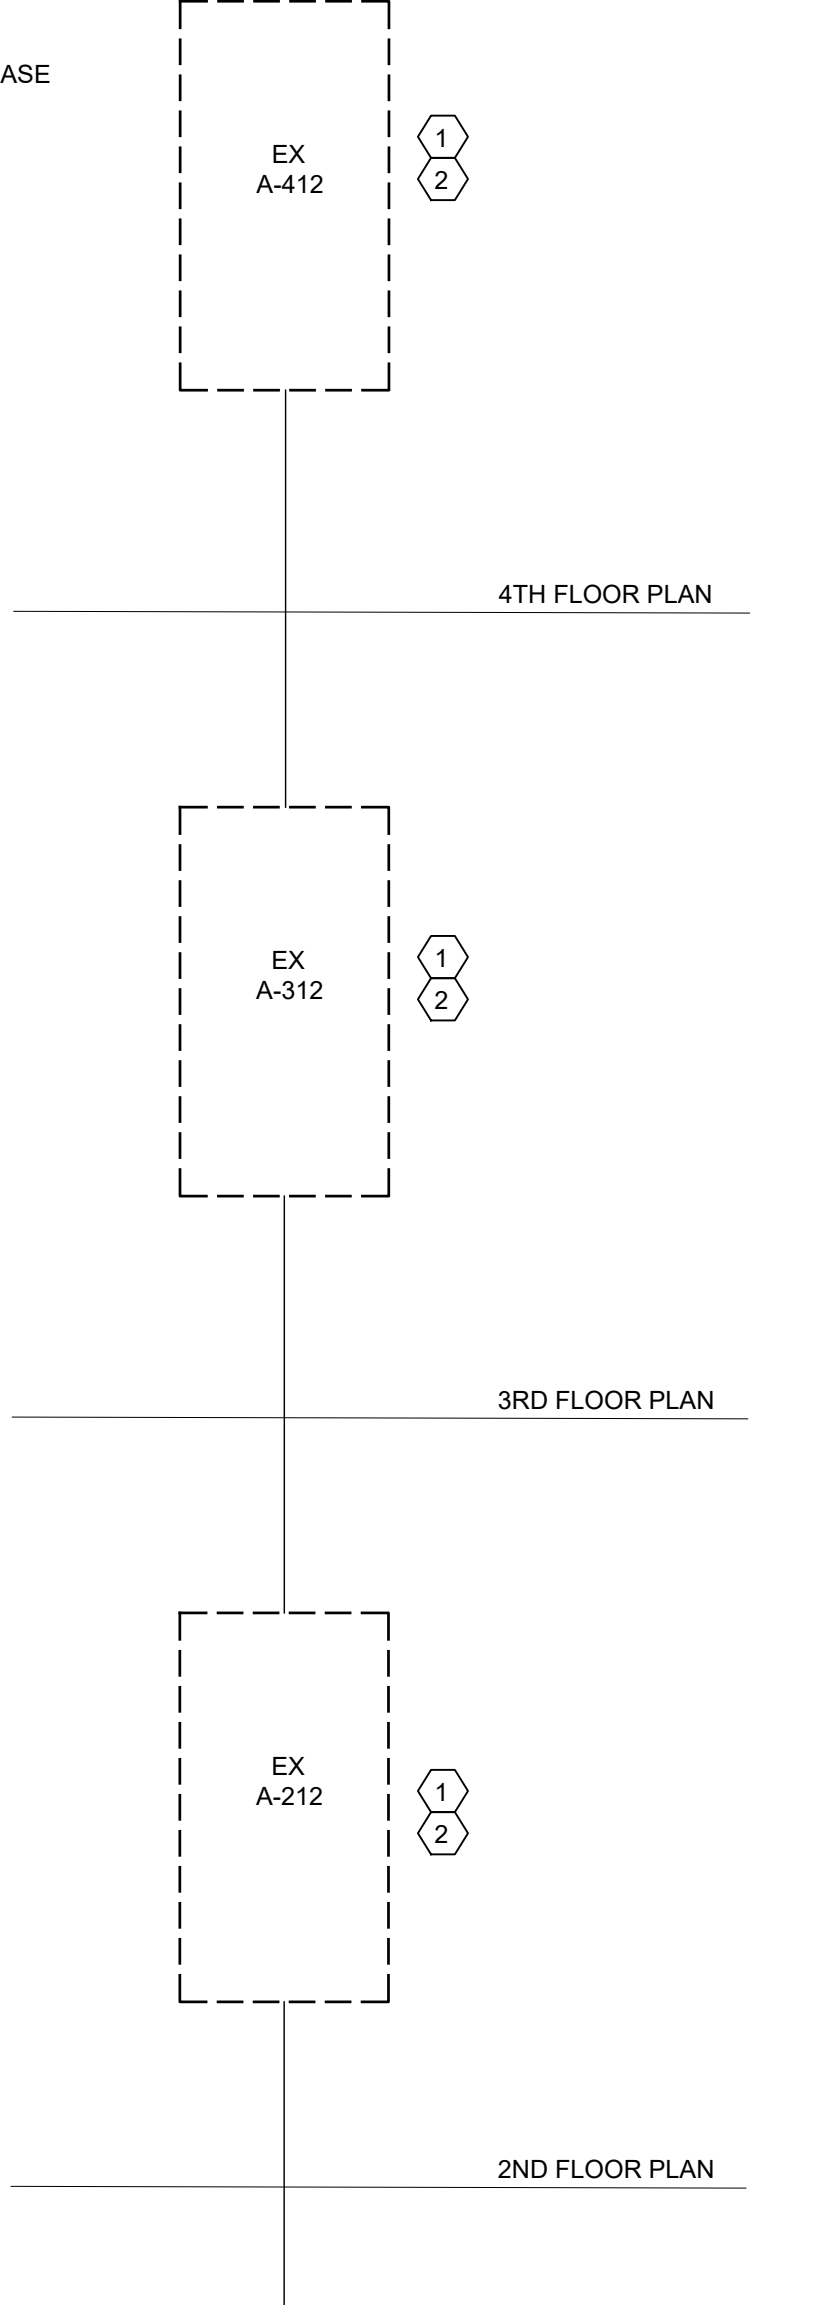 ASE
EX
A-412
1
2
4TH FLOOR PLAN
EX
A-312
1
2
3RD FLOOR PLAN
EX
A-212
1
2
2ND FLOOR PLAN